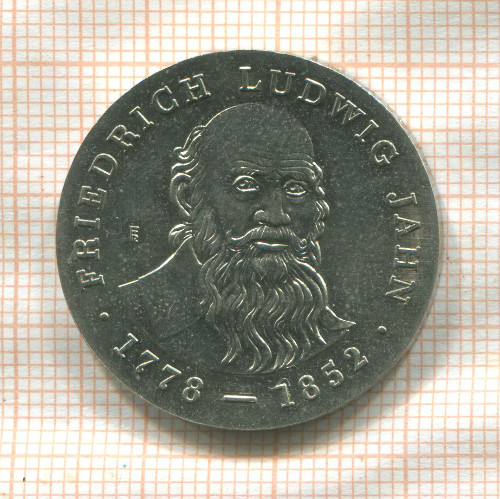 · FRIEDRICH LUDWIG JAHN ·
1778 — 1852